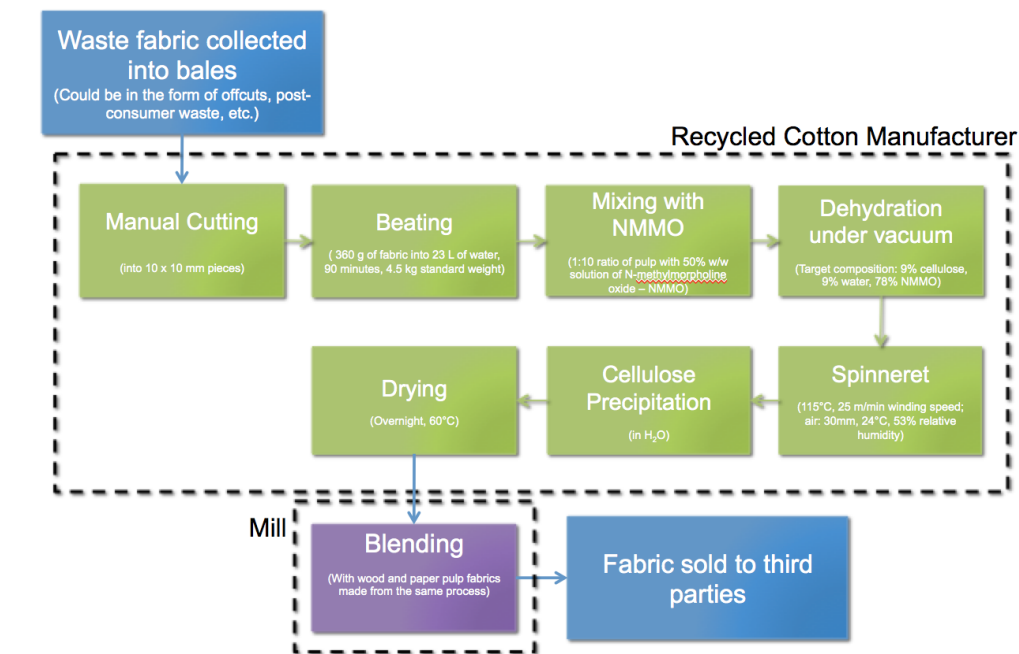 Waste fabric collected
into bales
(Could be in the form of offcuts, post-
consumer waste, etc.)
Recycled Cotton Manufacturer
Manual Cutting
(into 10 x 10 mm pieces)
Beating
( 360 g of fabric into 23 L of water,
90 minutes, 4.5 kg standard weight)
Mixing with
NMMO
(1:10 ratio of pulp with 50% w/w
solution of N-methylmorpholine
oxide – NMMO)
Dehydration
under vacuum
(Target composition: 9% cellulose,
9% water, 78% NMMO)
Spinneret
(115°C, 25 m/min winding speed;
air: 30mm, 24°C, 53% relative
humidity)
Cellulose
Precipitation
(in H₂O)
Drying
(Overnight, 60°C)
Mill
Blending
(With wood and paper pulp fabrics
made from the same process)
Fabric sold to third
parties